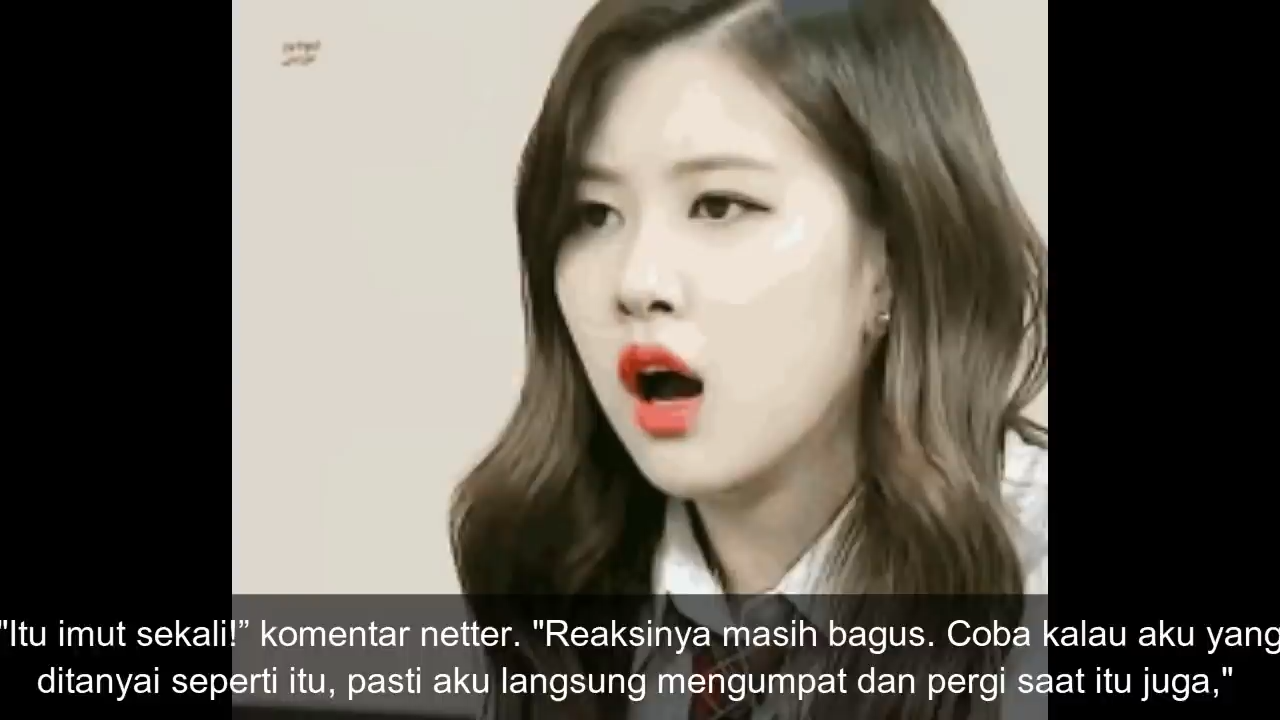 "Itu imut sekali!” komentar netter. "Reaksinya masih bagus. Coba kalau aku yang
ditanyai seperti itu, pasti aku langsung mengumpat dan pergi saat itu juga,"